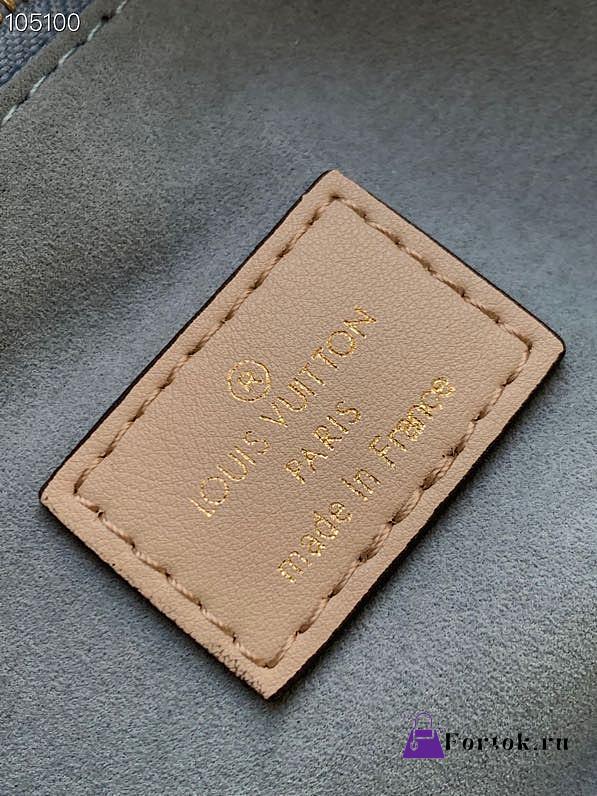 105100
®
LOUIS VUITTON
PARIS
made in France
Fortok.ru